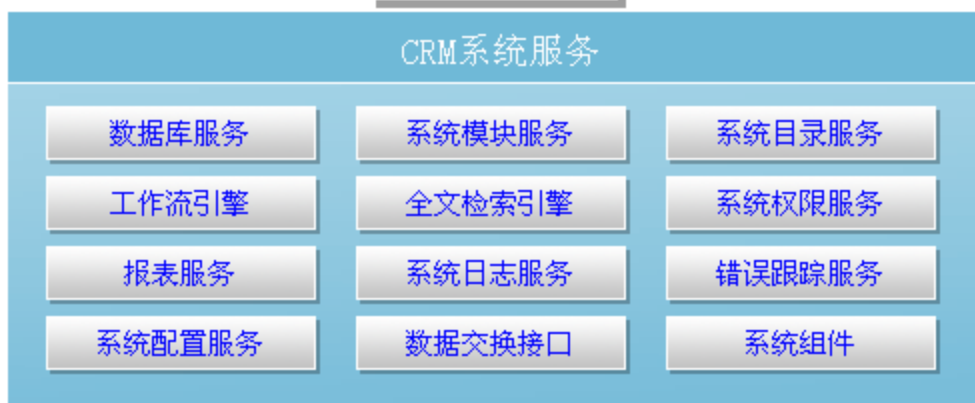 CRM系统服务
数据库服务 系统模块服务 系统目录服务
工作流引擎 全文检索引擎 系统权限服务
报表服务 系统日志服务 错误跟踪服务
系统配置服务 数据交换接口 系统组件